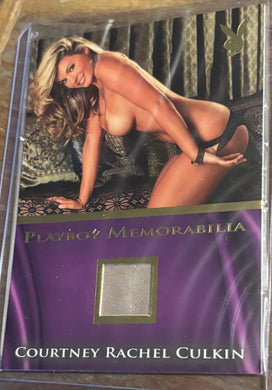 PLAYBOY MEMORABILIA
COURTNEY RACHEL CULKIN